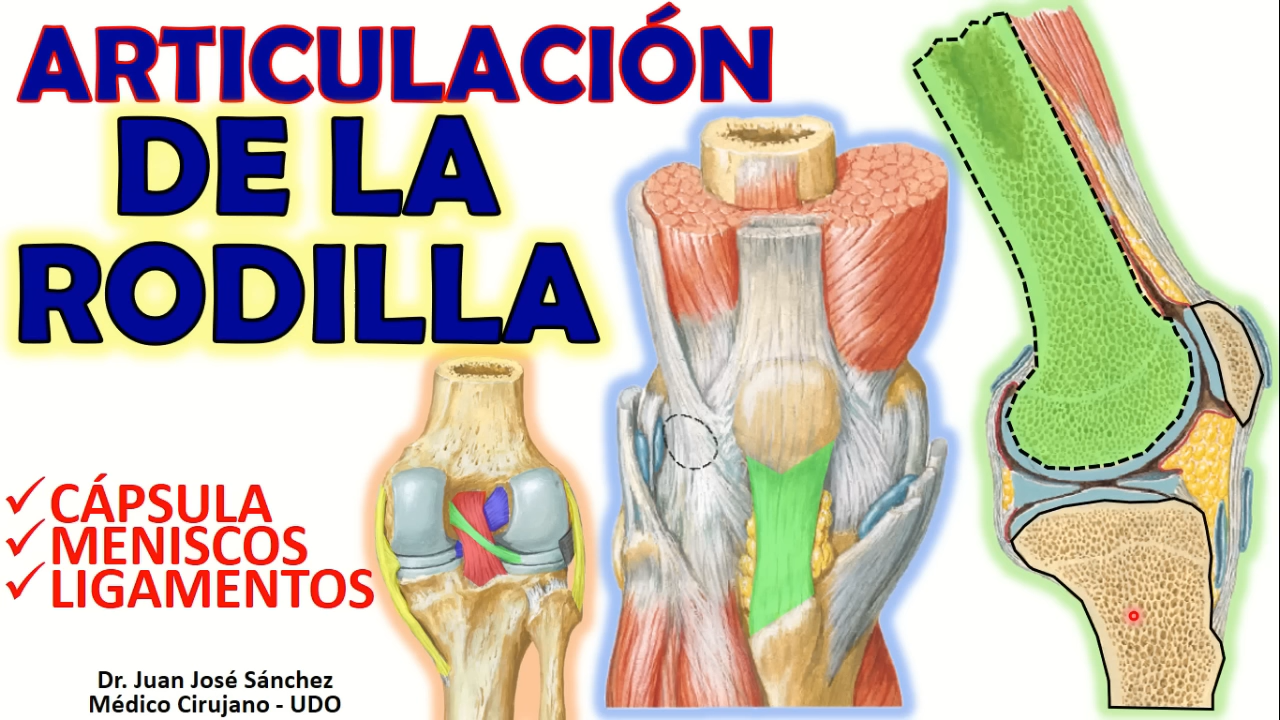 ARTICULACIÓN
DE LA
RODILLA
✓CÁPSULA
✓MENISCOS
✓LIGAMENTOS
Dr. Juan José Sánchez
Médico Cirujano - UDO